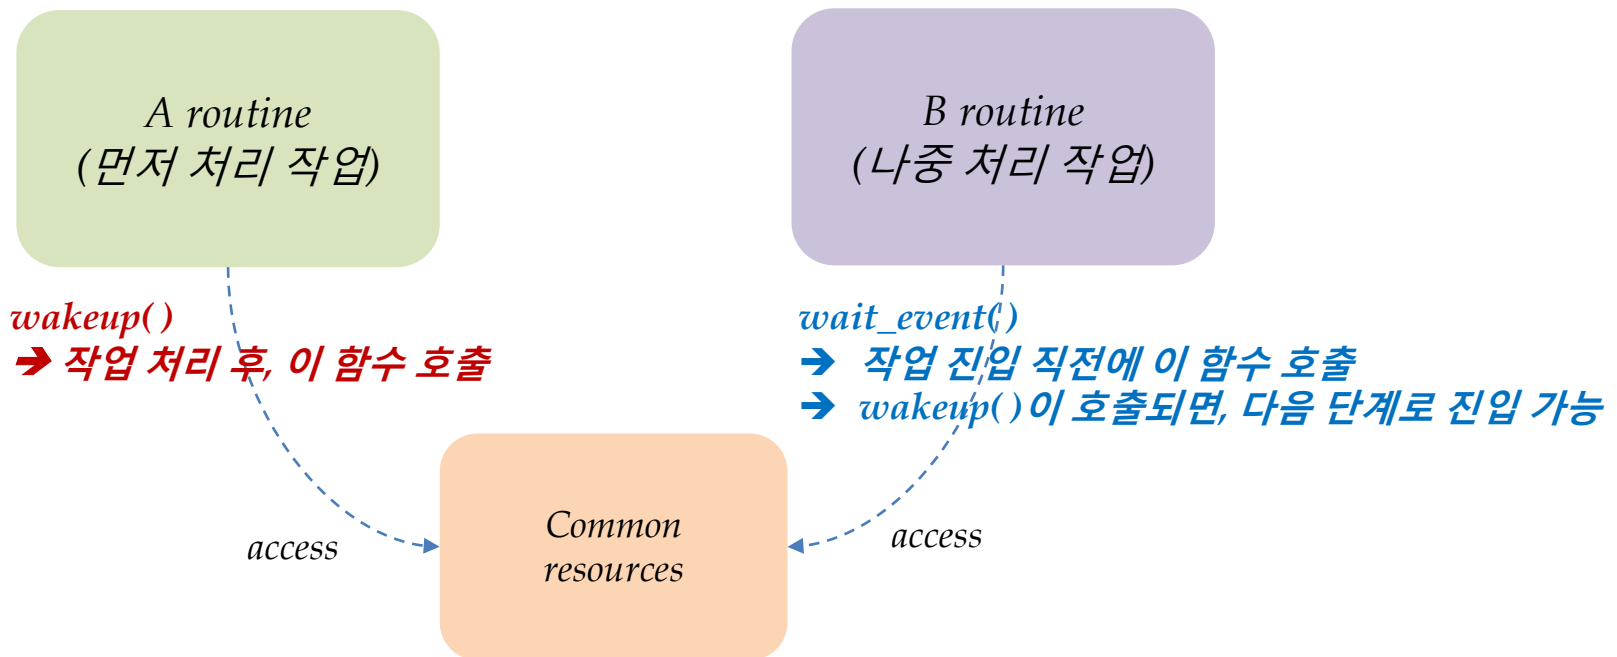 A routine
(먼저 처리 작업)
B routine
(나중 처리 작업)
wakeup( )
➔ 작업 처리 후, 이 함수 호출
wait_event( )
➔ 작업 진입 직전에 이 함수 호출
➔ wakeup( )이 호출되면, 다음 단계로 진입 가능
access
Common
resources
access